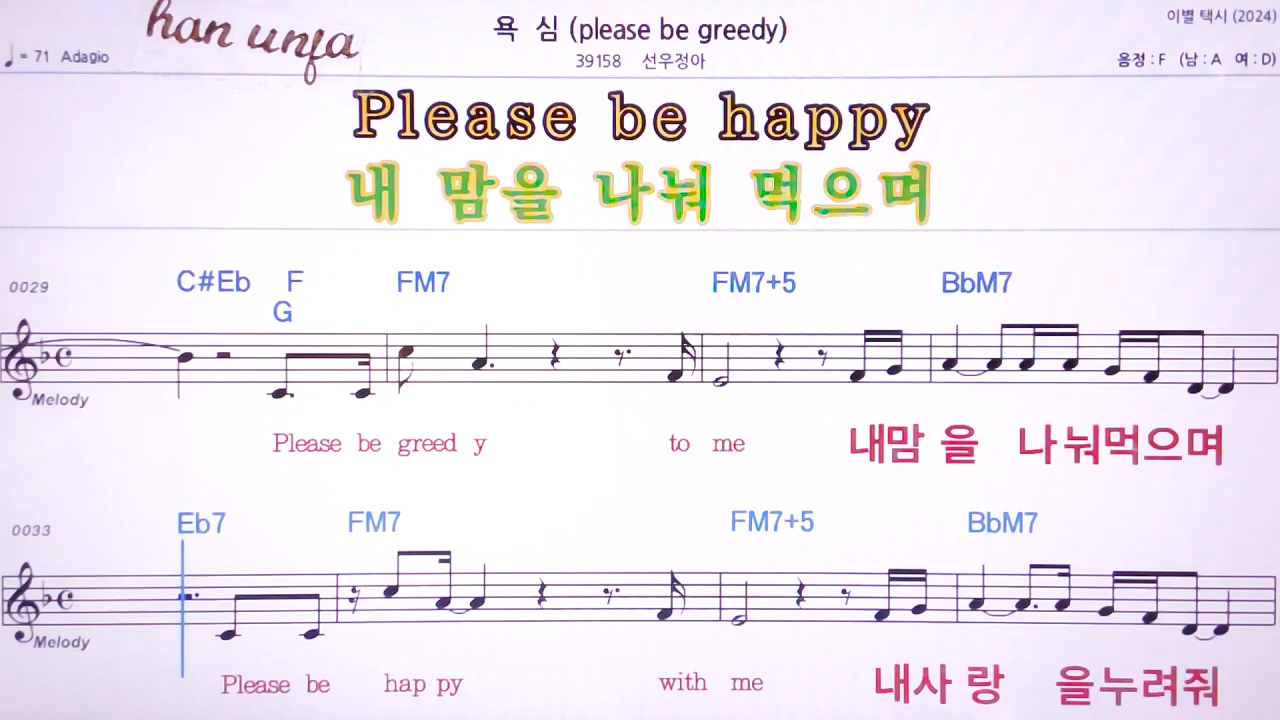 han unfa
욕 심 (please be greedy)
이별 택시 (2024)
♩= 71 Adagio
39158 선우정아
음정 : F (남 : A 여 : D)
Please be happy
내 맘을 나눠 먹으며
0029
C#Eb F FM7 FM7+5 BbM7
G
Melody
Please be greed y to me 내맘 을 나눠먹으며
0033
Eb7 FM7 FM7+5 BbM7
Melody
Please be hap py with me 내사 랑 을누려줘